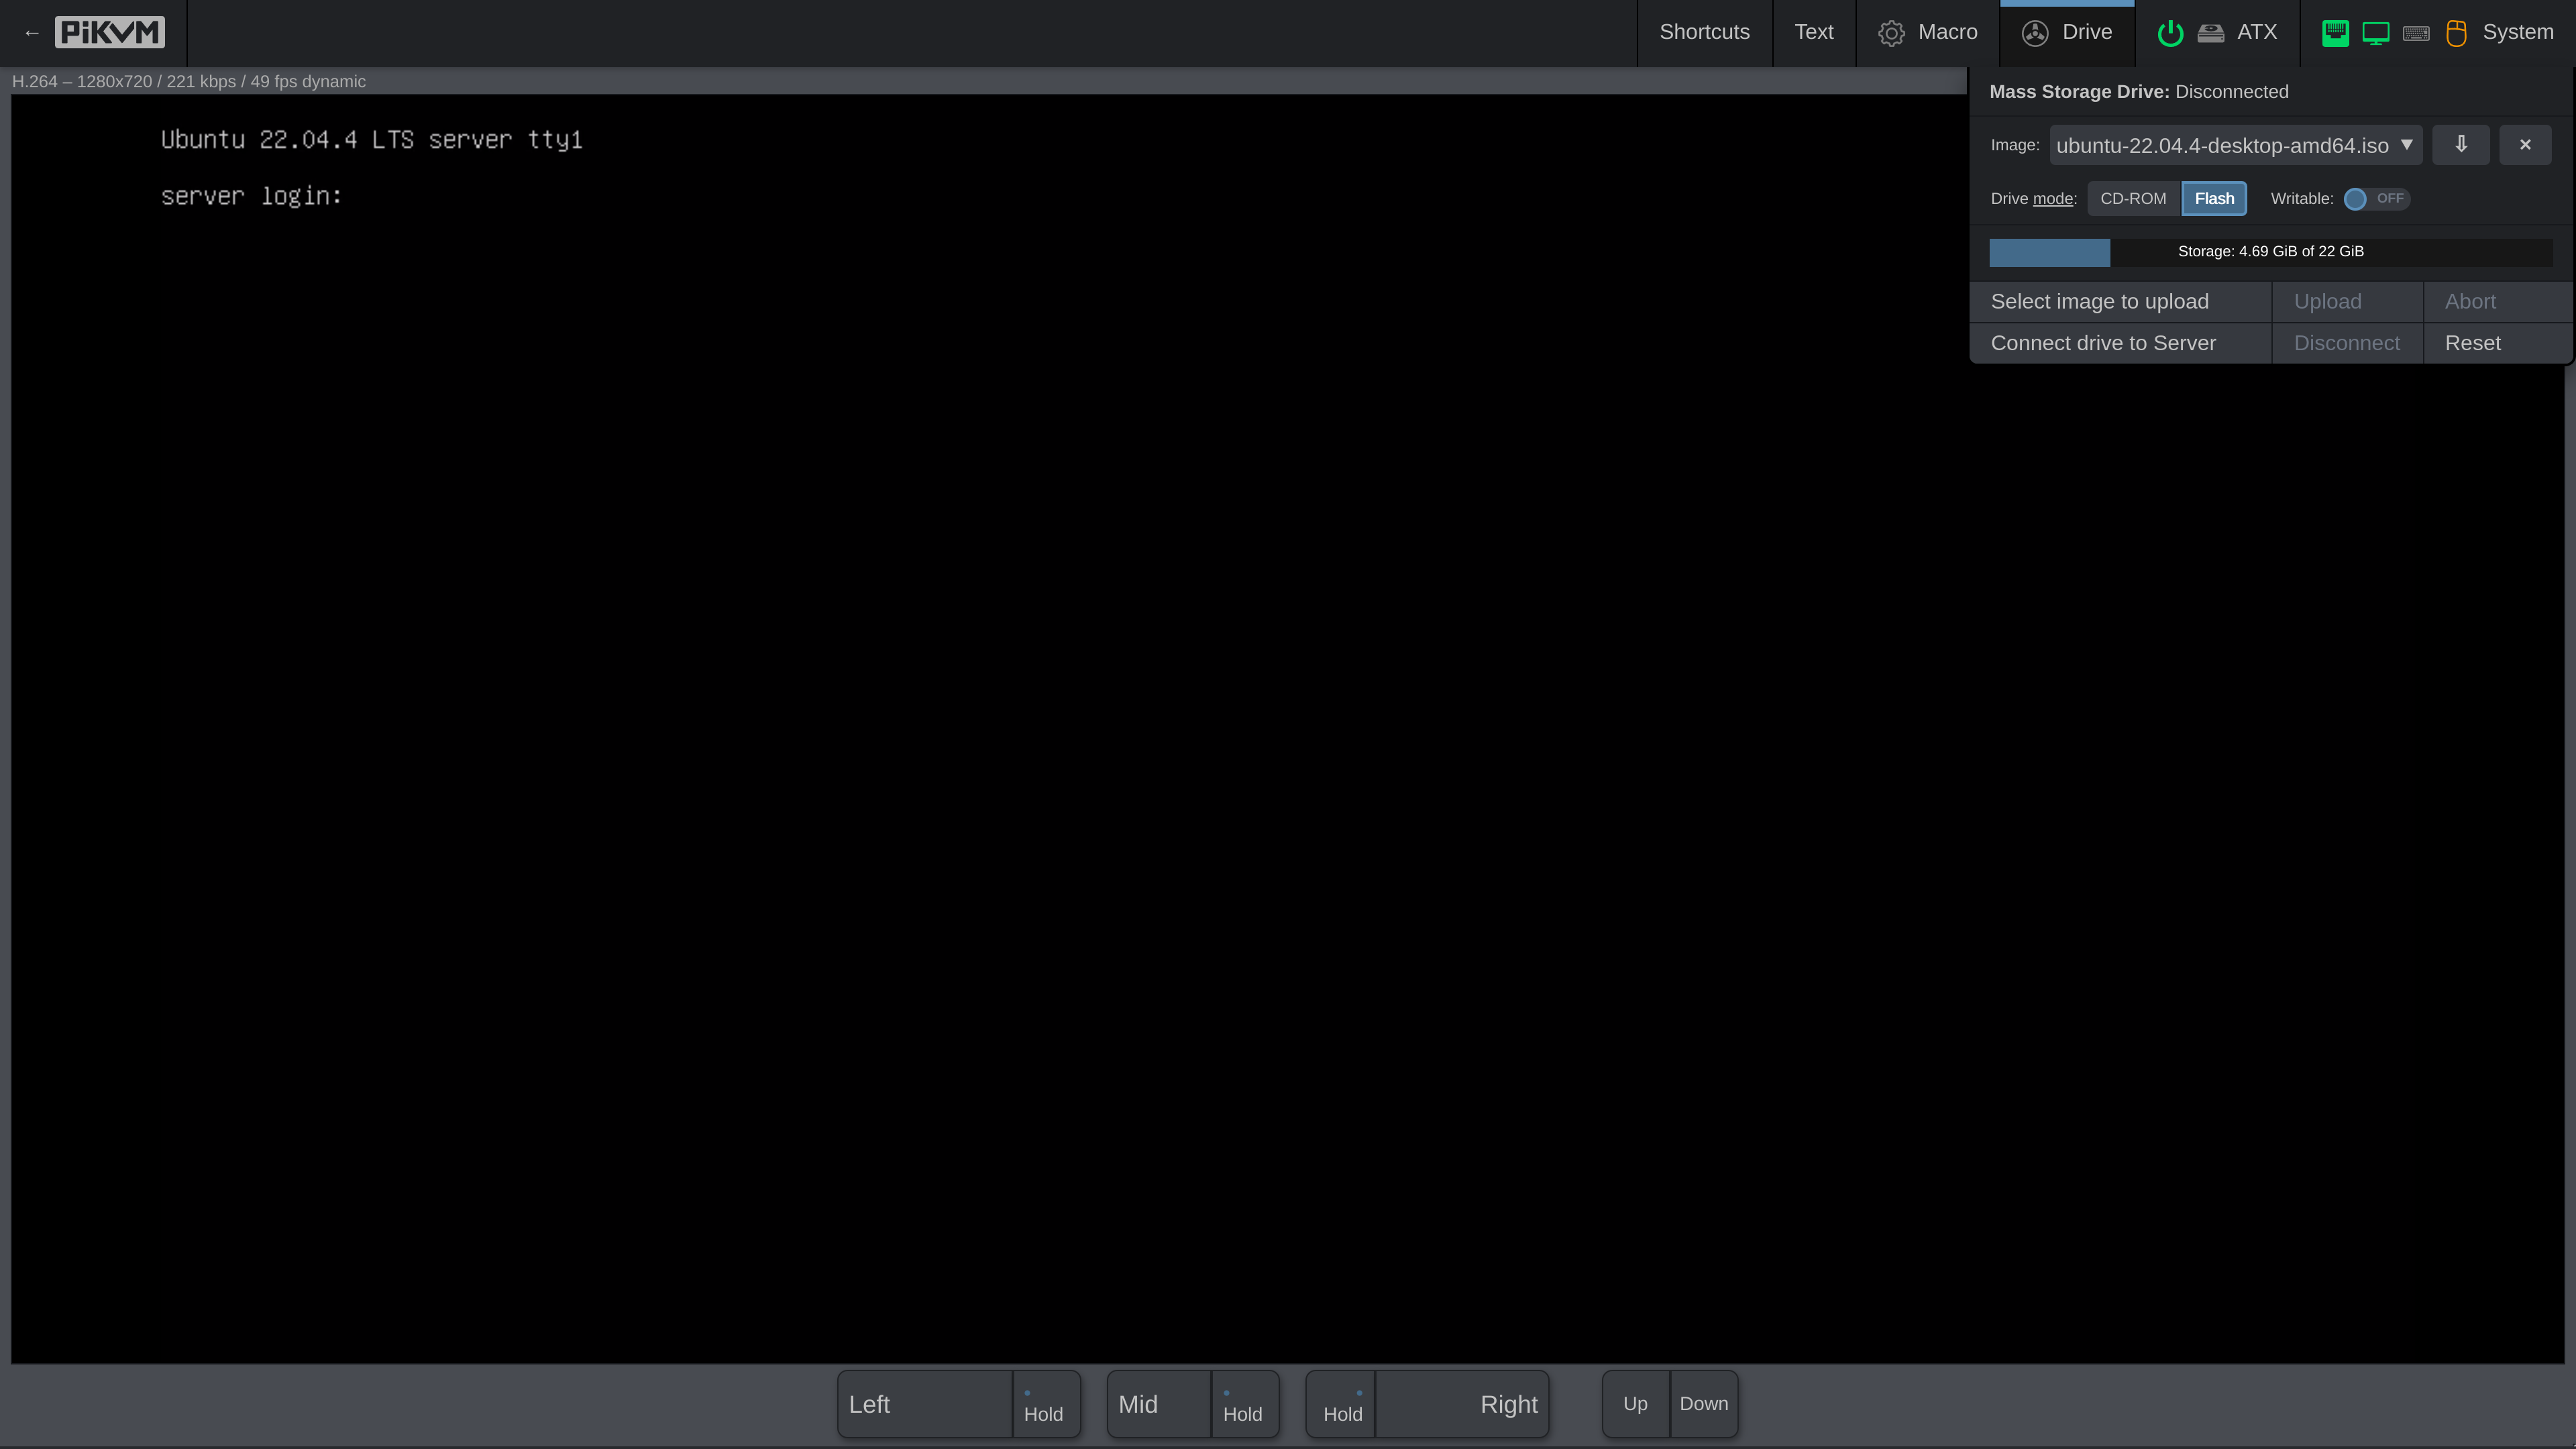 ← PiKVM Shortcuts Text Macro Drive ATX System
H.264 – 1280x720 / 221 kbps / 49 fps dynamic
Ubuntu 22.04.4 LTS server tty1
server login:
Mass Storage Drive: Disconnected
Image: ubuntu-22.04.4-desktop-amd64.iso ▼ ⇩ ×
Drive mode: CD-ROM Flash Writable: OFF
Storage: 4.69 GiB of 22 GiB
Select image to upload Upload Abort
Connect drive to Server Disconnect Reset
Left Hold Mid Hold Hold Right Up Down